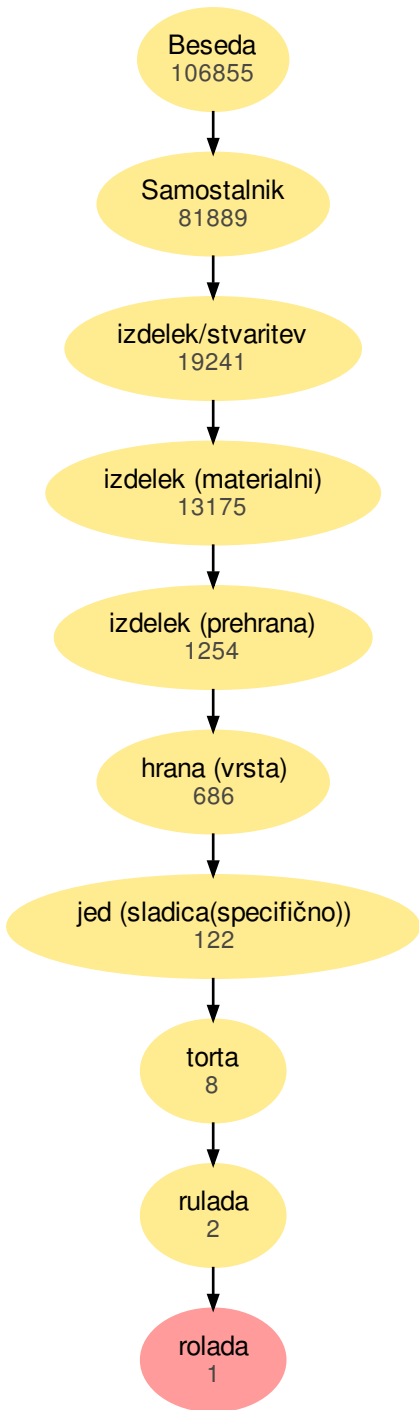 Beseda
106855
Samostalnik
81889
izdelek/stvaritev
19241
izdelek (materialni)
13175
izdelek (prehrana)
1254
hrana (vrsta)
686
jed (sladica(specifično))
122
torta
8
rulada
2
rolada
1